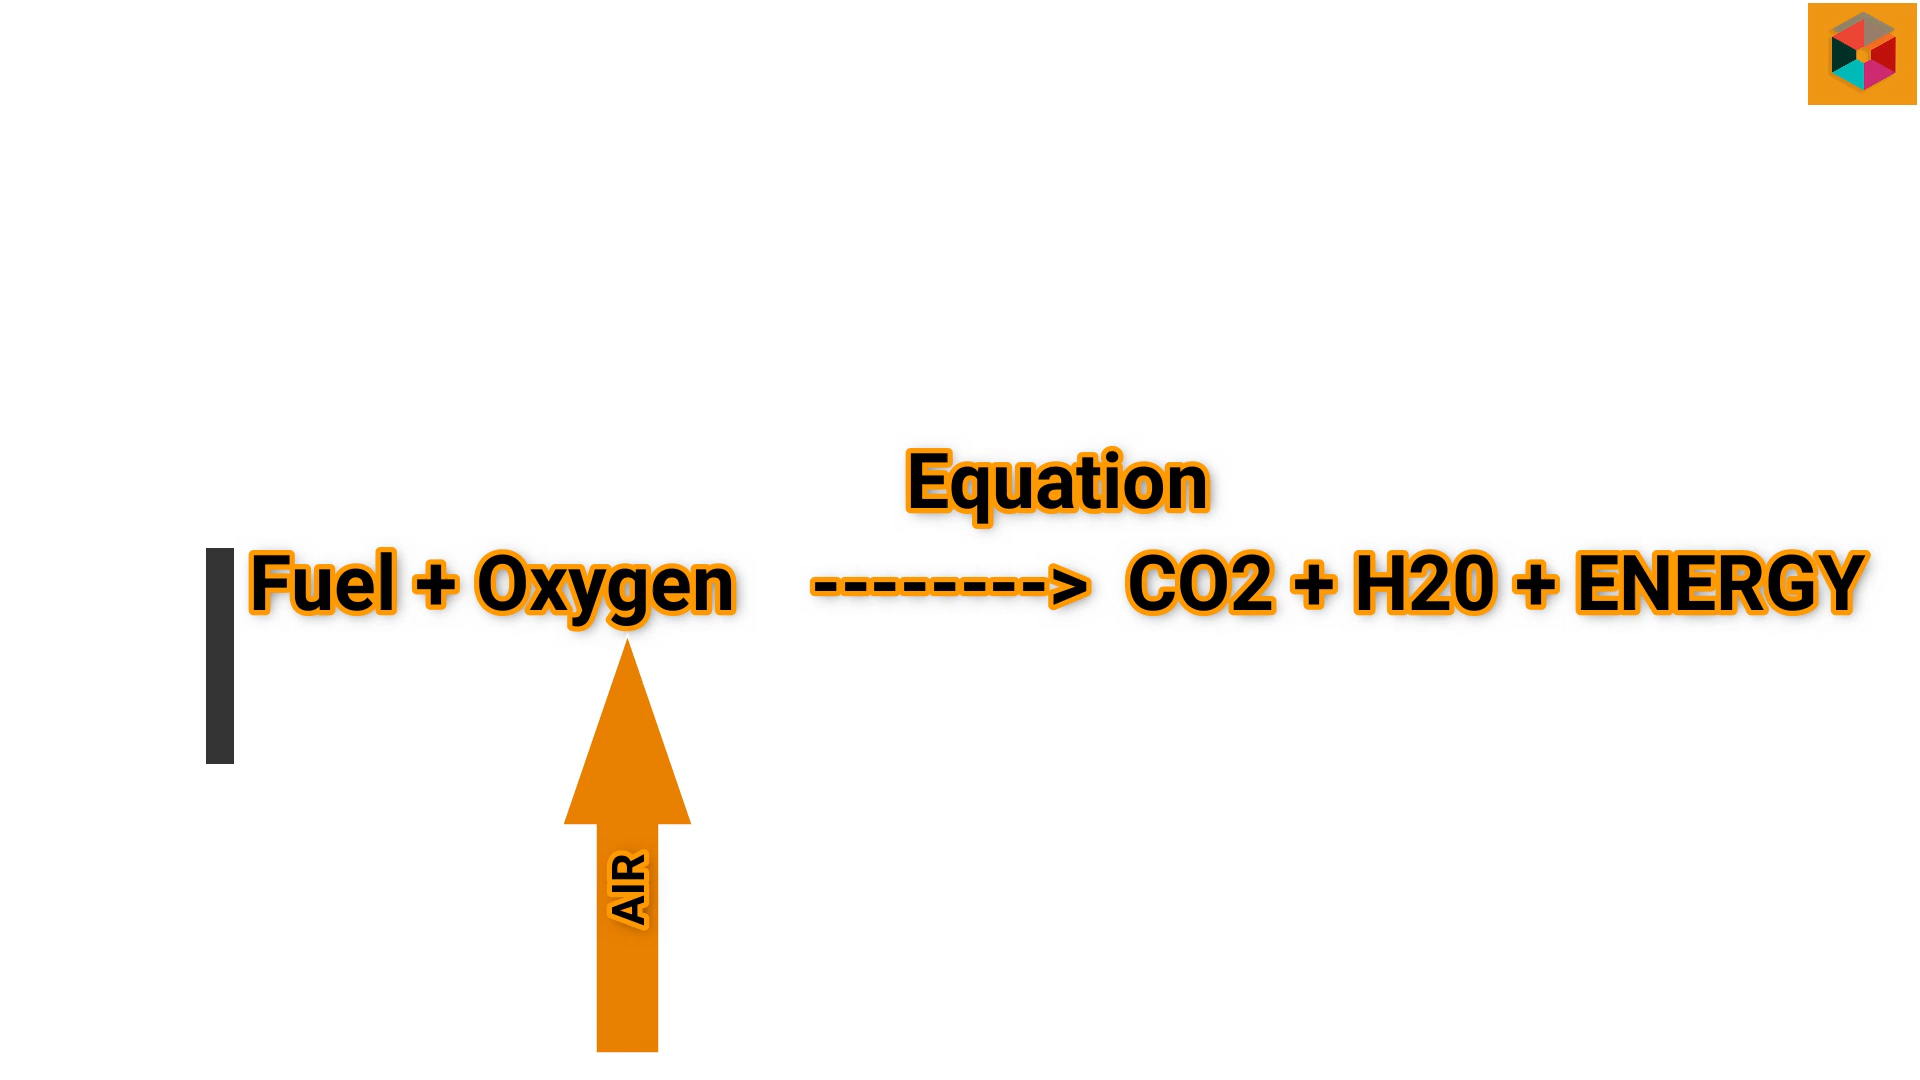 Equation
Fuel + Oxygen --------> CO2 + H20 + ENERGY
AIR